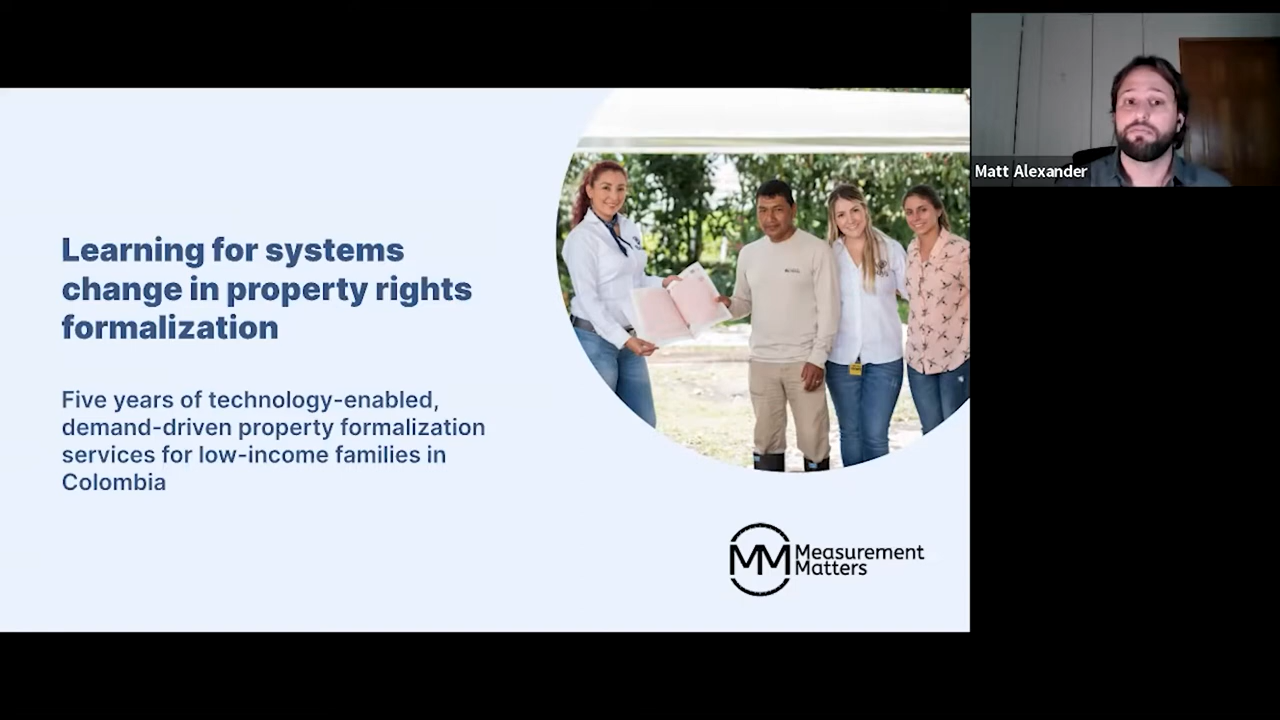 Learning for systems
change in property rights
formalization
Five years of technology-enabled,
demand-driven property formalization
services for low-income families in
Colombia
MM Measurement
Matters
Matt Alexander